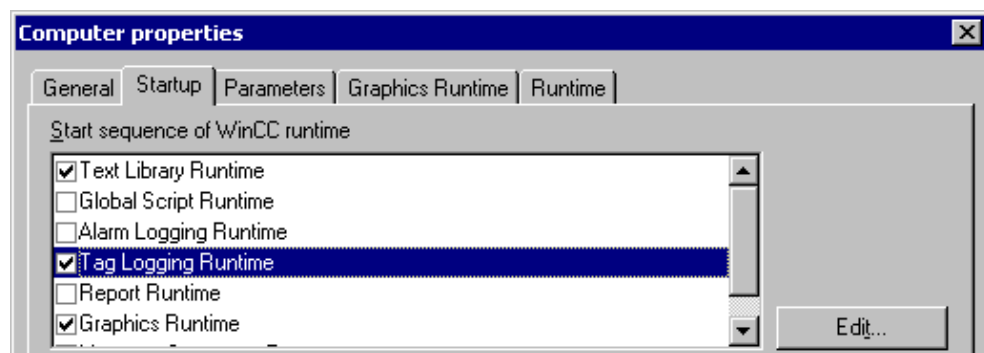 Computer properties
General Startup Parameters Graphics Runtime Runtime
Start sequence of WinCC runtime
Text Library Runtime
Global Script Runtime
Alarm Logging Runtime
Tag Logging Runtime
Report Runtime
Graphics Runtime
Edit...